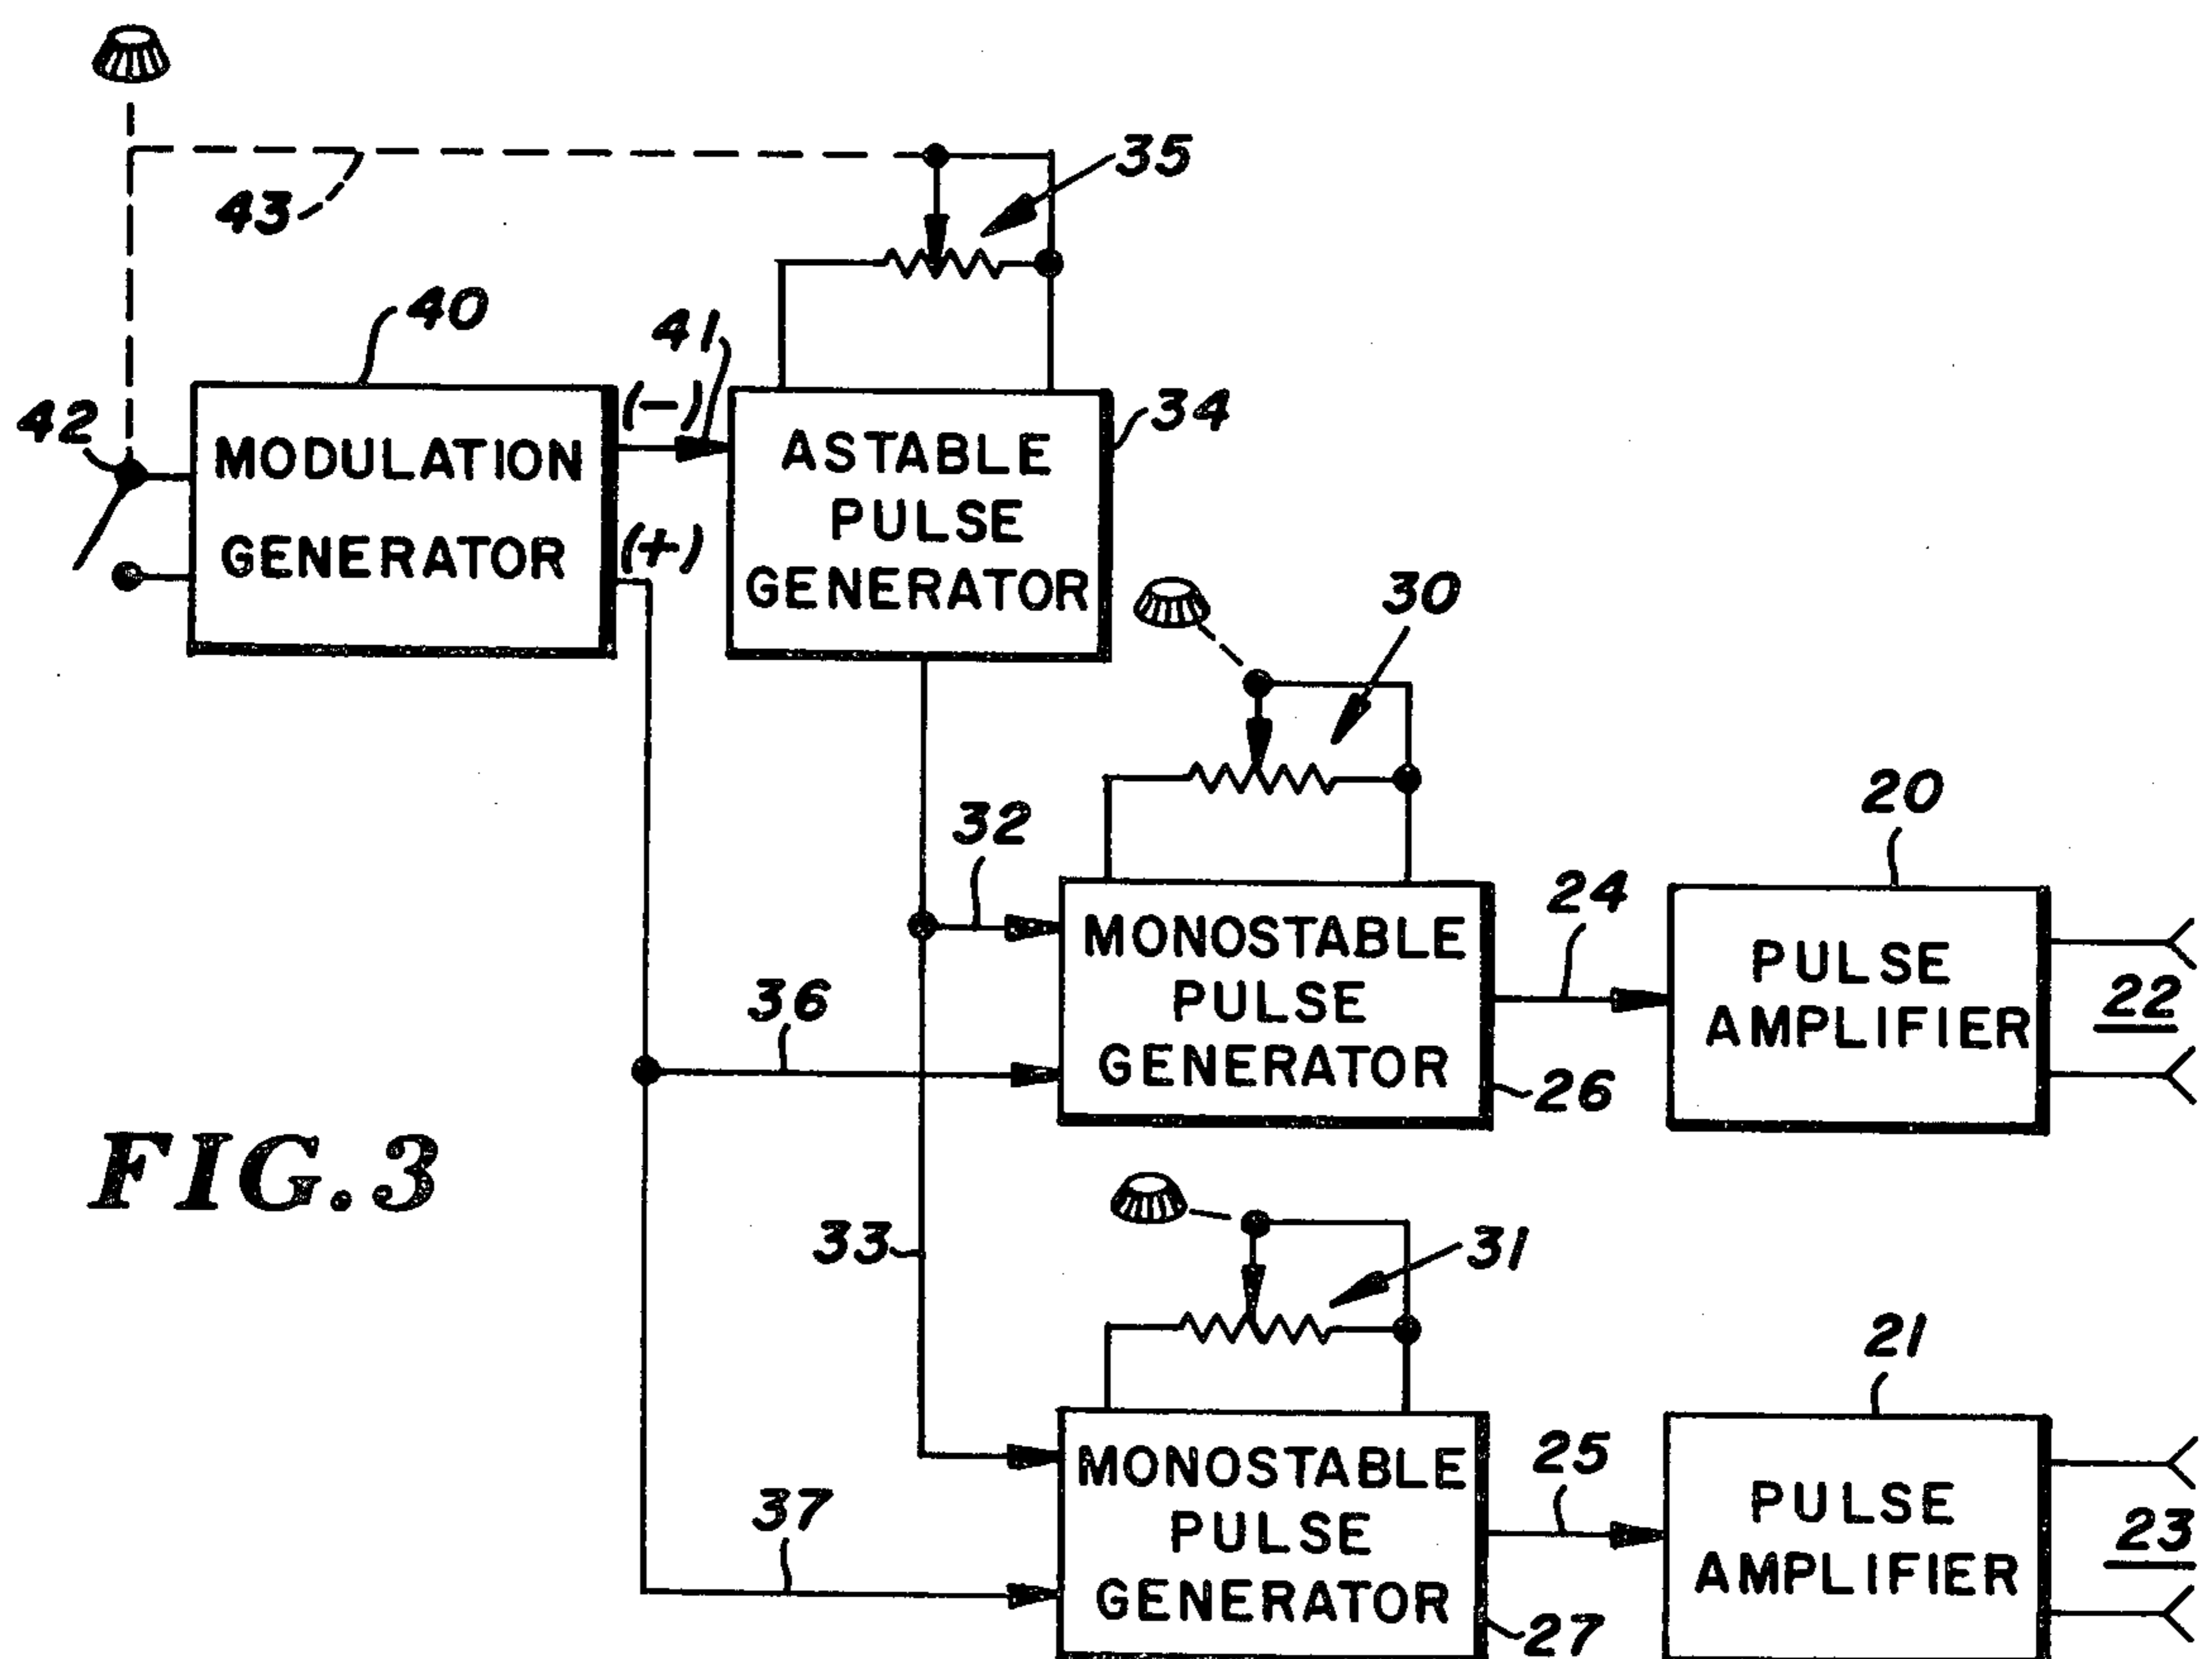 35
43
40
41
(-)
42
34
MODULATION
GENERATOR
ASTABLE
PULSE
GENERATOR
(+)
30
20
32
24
MONOSTABLE
PULSE
GENERATOR
PULSE
AMPLIFIER
22
36
26
FIG.3
33
31
21
25
MONOSTABLE
PULSE
GENERATOR
PULSE
AMPLIFIER
23
37
27